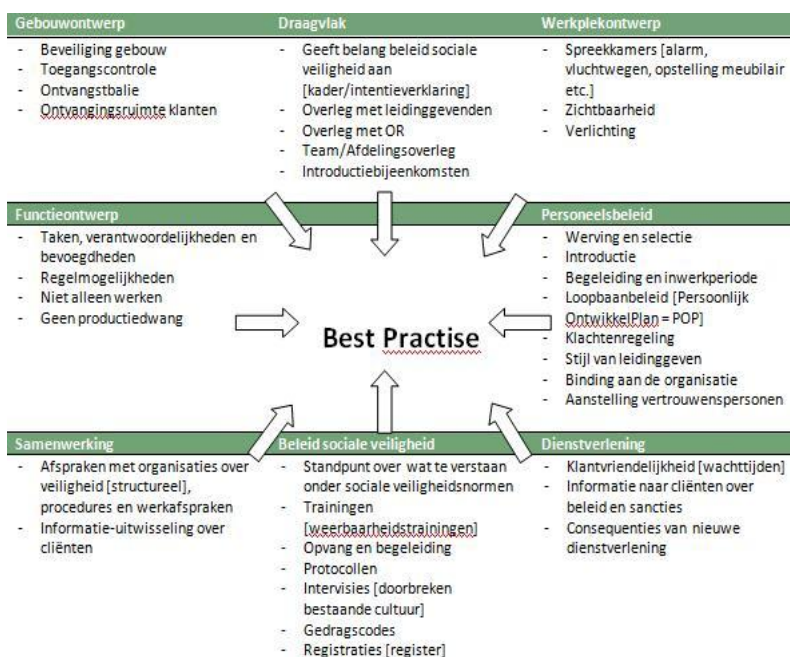 Gebouwontwerp
- Beveiliging gebouw
- Toegangscontrole
- Ontvangstbalie
- Ontvangingsruimte klanten
Draagvlak
- Geeft belang beleid sociale
veiligheid aan
[kader/intentieverklaring]
- Overleg met leidinggevenden
- Overleg met OR
- Team/Afdelingsoverleg
- Introductiebijeenkomsten
Werkplekontwerp
- Spreekkamers [alarm,
vluchtwegen, opstelling meubilair
etc.]
- Zichtbaarheid
- Verlichting
Functieontwerp
- Taken, verantwoordelijkheden en
bevoegdheden
- Regelmogelijkheden
- Niet alleen werken
- Geen productiedwang
Best Practise
Personeelsbeleid
- Werving en selectie
- Introductie
- Begeleiding en inwerkperiode
- Loopbaanbeleid [Persoonlijk
OntwikkelPlan = POP]
- Klachtenregeling
- Stijl van leidinggeven
- Binding aan de organisatie
- Aanstelling vertrouwenspersonen
Samenwerking
- Afspraken met organisaties over
veiligheid [structureel],
procedures en werkafspraken
- Informatie-uitwisseling over
cliënten
Beleid sociale veiligheid
- Standpunt over wat te verstaan
onder sociale veiligheidsnormen
- Trainingen
[weerbaarheidstrainingen]
- Opvang en begeleiding
- Protocollen
- Intervisies [doorbreken
bestaande cultuur]
- Gedragscodes
- Registraties [register]
Dienstverlening
- Klantvriendelijkheid [wachttijden]
- Informatie naar cliënten over
beleid en sancties
- Consequenties van nieuwe
dienstverlening